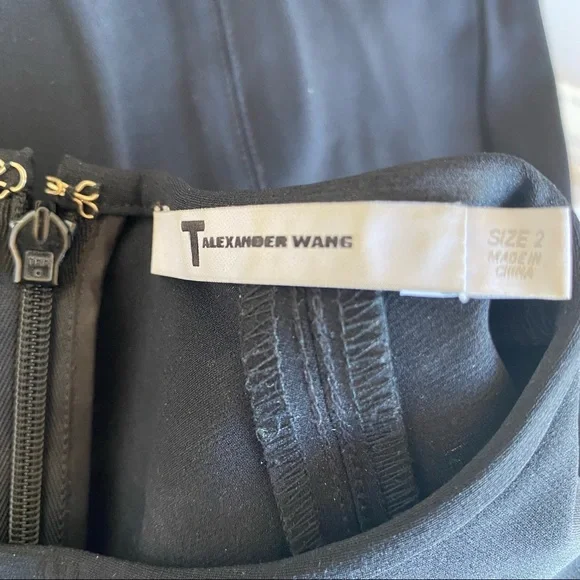 T ALEXANDER WANG
SIZE 2
MADE IN
CHINA